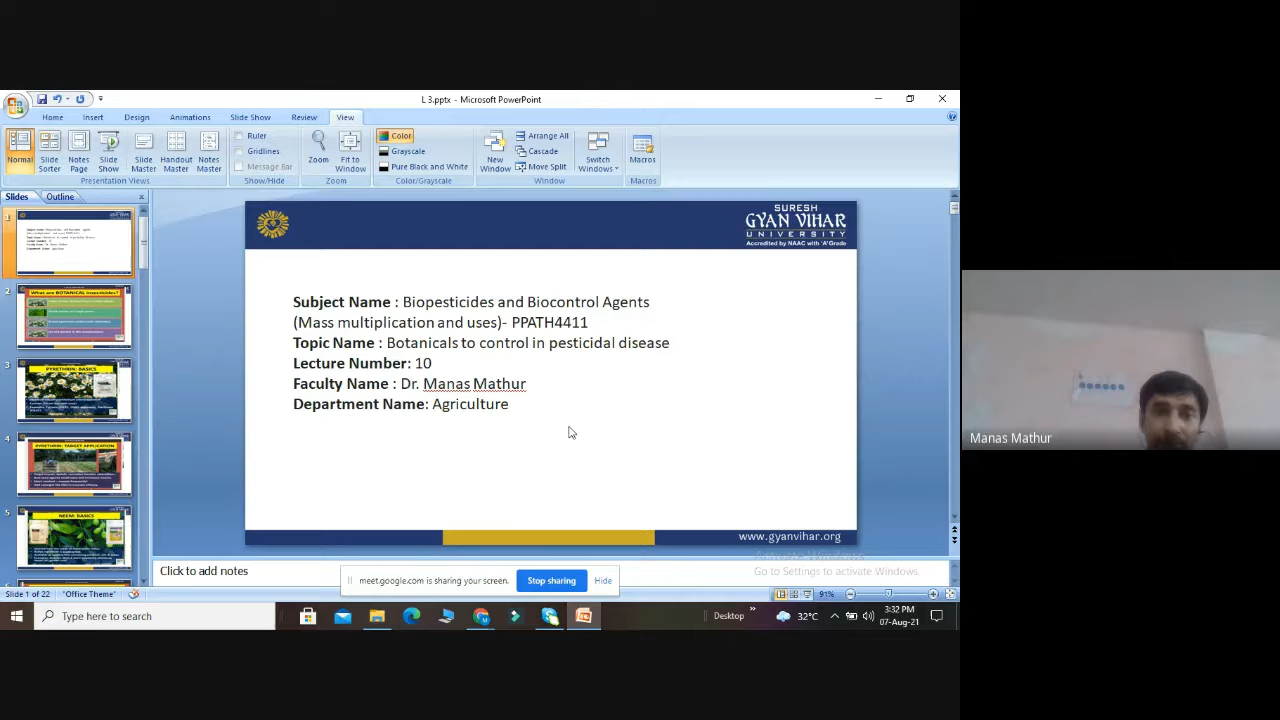 L 3.pptx - Microsoft PowerPoint
Home Insert Design Animations Slide Show Review View
Normal Slide Sorter Notes Page Slide Show Slide Master Handout Master Notes Master
Presentation Views
Ruler
Gridlines
Message Bar
Show/Hide
Zoom Fit to Window
Zoom
Color
Grayscale
Pure Black and White
Color/Grayscale
New Window
Arrange All
Cascade
Move Split
Switch Windows
Window
Macros
Macros
Slides Outline
1
2
What are BOTANICAL Insecticides?
3
PYRETHRIN: BASICS
4
PYRETHRIN: TARGET APPLICATION
5
NEEM: BASICS
SURESH
GYAN VIHAR
UNIVERSITY
Accredited by NAAC with 'A'Grade
Subject Name : Biopesticides and Biocontrol Agents
(Mass multiplication and uses)- PPATH4411
Topic Name : Botanicals to control in pesticidal disease
Lecture Number: 10
Faculty Name : Dr. Manas Mathur
Department Name: Agriculture
www.gyanvihar.org
Activate Windows
Go to Settings to activate Windows.
Click to add notes
meet.google.com is sharing your screen. Stop sharing Hide
Slide 1 of 22 "Office Theme" 91%
Type here to search
Desktop » 32°C 3:32 PM
07-Aug-21
Manas Mathur